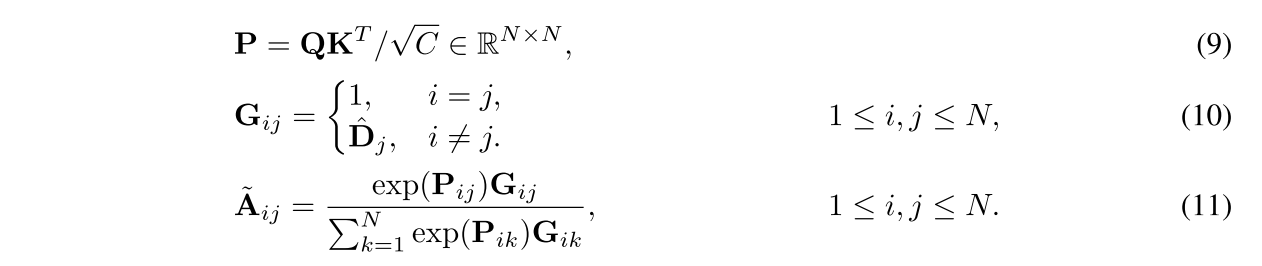 P = QK^T/√C ∈ ℝ^{N×N}, (9)
G_{ij} = { 1, i = j, D̂_j, i ≠ j. 1 ≤ i, j ≤ N, (10)
Ã_{ij} = exp(P_{ij})G_{ij} / ∑_{k=1}^{N} exp(P_{ik})G_{ik}, 1 ≤ i, j ≤ N. (11)